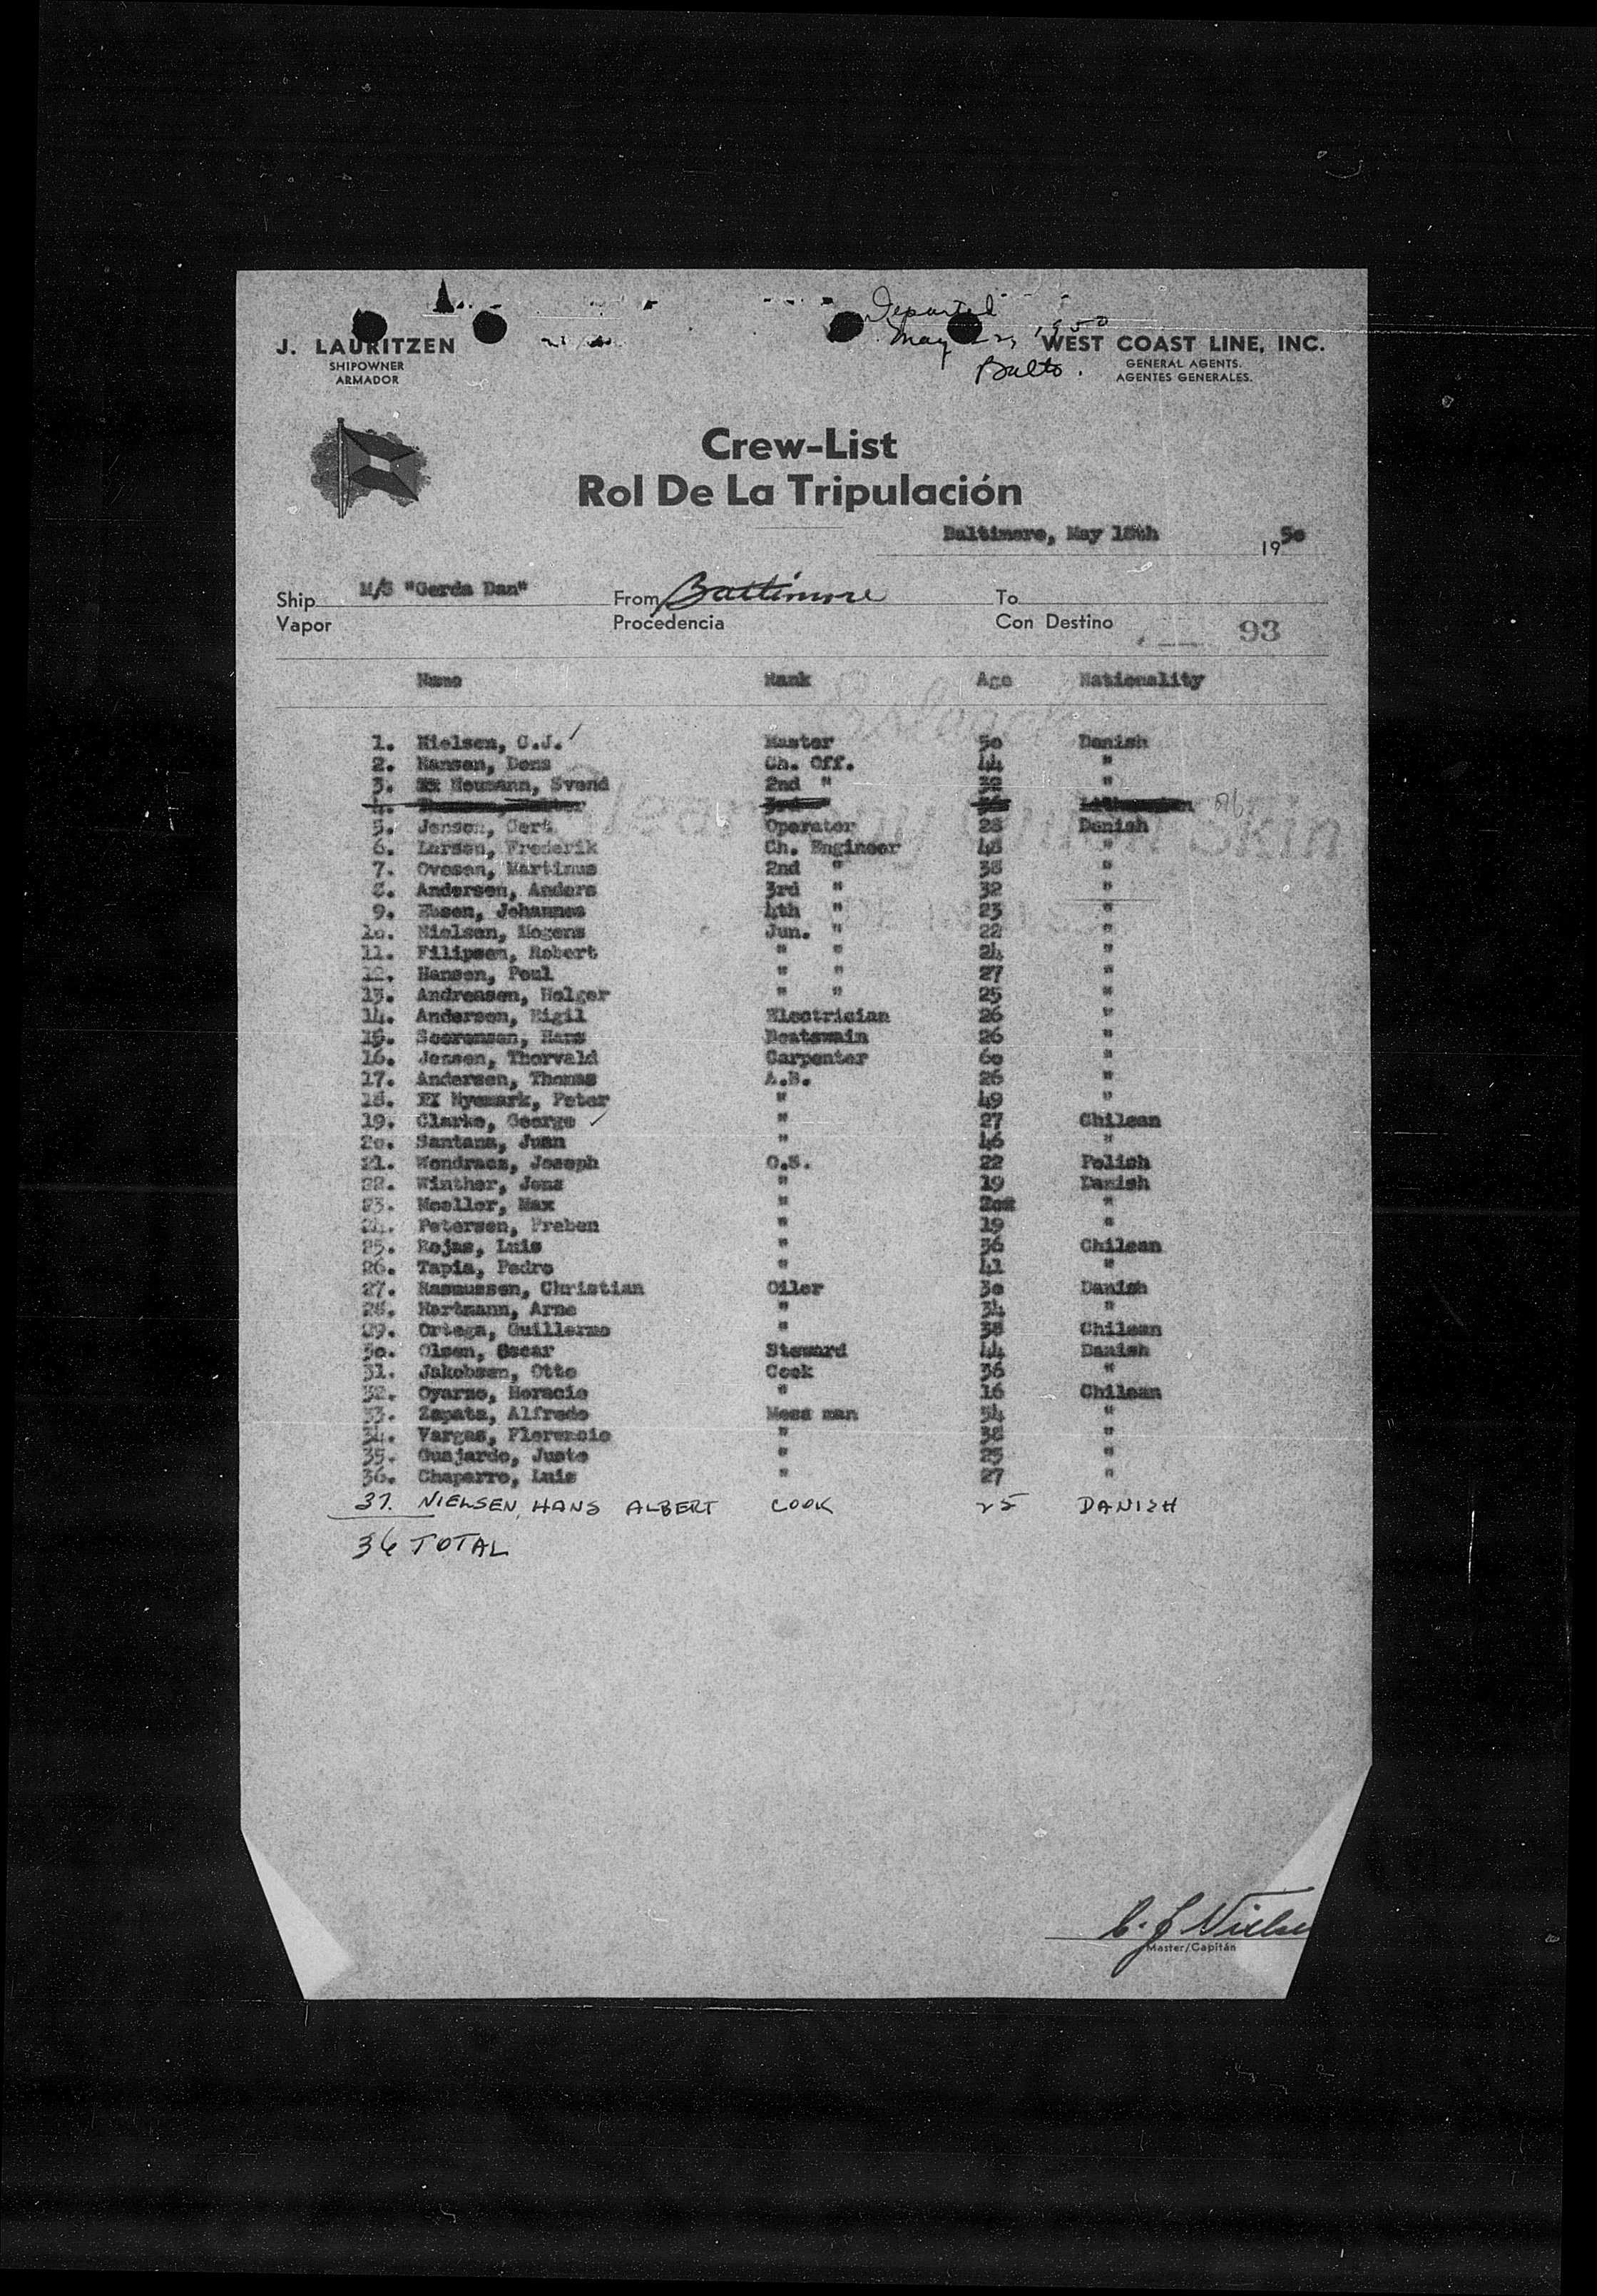 Departed
May 1950
Balto.
J. LAURITZEN
SHIPOWNER
ARMADOR
WEST COAST LINE, INC.
GENERAL AGENTS.
AGENTES GENERALES.
Crew-List
Rol De La Tripulación
Baltimore, May 18th 1950
Ship M/S "Gerda Dan" From Baltimore To
Vapor Procedencia Con Destino
93
Name Rank Age Nationality
1. Nielsen, C.J. Master 50 Danish
2. Hansen, Dons Ch. Off. 44 "
3. Neumann, Svend 2nd " 32 "
4. 3rd "
5. Jensen, Gert Operator 28 Danish
6. Larsen, Frederik Ch. Engineer 48 "
7. Ovesen, Martinus 2nd " 38 "
8. Andersen, Anders 3rd " 32 "
9. Ebsen, Johannes 4th " 23 "
10. Nielsen, Mogens Jun. " 22 "
11. Filipsen, Robert " " 24 "
12. Hansen, Poul " " 27 "
13. Andreasen, Holger " " 25 "
14. Andersen, Eigil Electrician 26 "
15. Soerensen, Hans Boatswain 26 "
16. Jessen, Thorvald Carpenter 60 "
17. Andersen, Thomas A.B. 26 "
18. Nyemark, Peter " 49 "
19. Clarke, George " 27 Chilean
20. Santana, Juan " 46 "
21. Wondracz, Joseph O.S. 22 Polish
22. Winther, Jens " 19 Danish
23. Moeller, Max " "
24. Petersen, Preben " 19 "
25. Rojas, Luis " 36 Chilean
26. Tapia, Pedro " 41 "
27. Rasmussen, Christian Oiler 30 Danish
28. Hartmann, Arne " 34 "
29. Ortega, Guillermo " 38 Chilean
30. Olsen, Oscar Steward 44 Danish
31. Jakobsen, Otto Cook 36 "
32. Oyarzo, Horacio " 16 Chilean
33. Zapata, Alfredo Mess man 54 "
34. Vargas, Florencio " 38 "
35. Guajardo, Justo " 25 "
36. Chaparro, Luis " 27 "
37. NIELSEN, HANS ALBERT COOK 25 DANISH
36 TOTAL
C. J. Nielsen
Master/Capitán